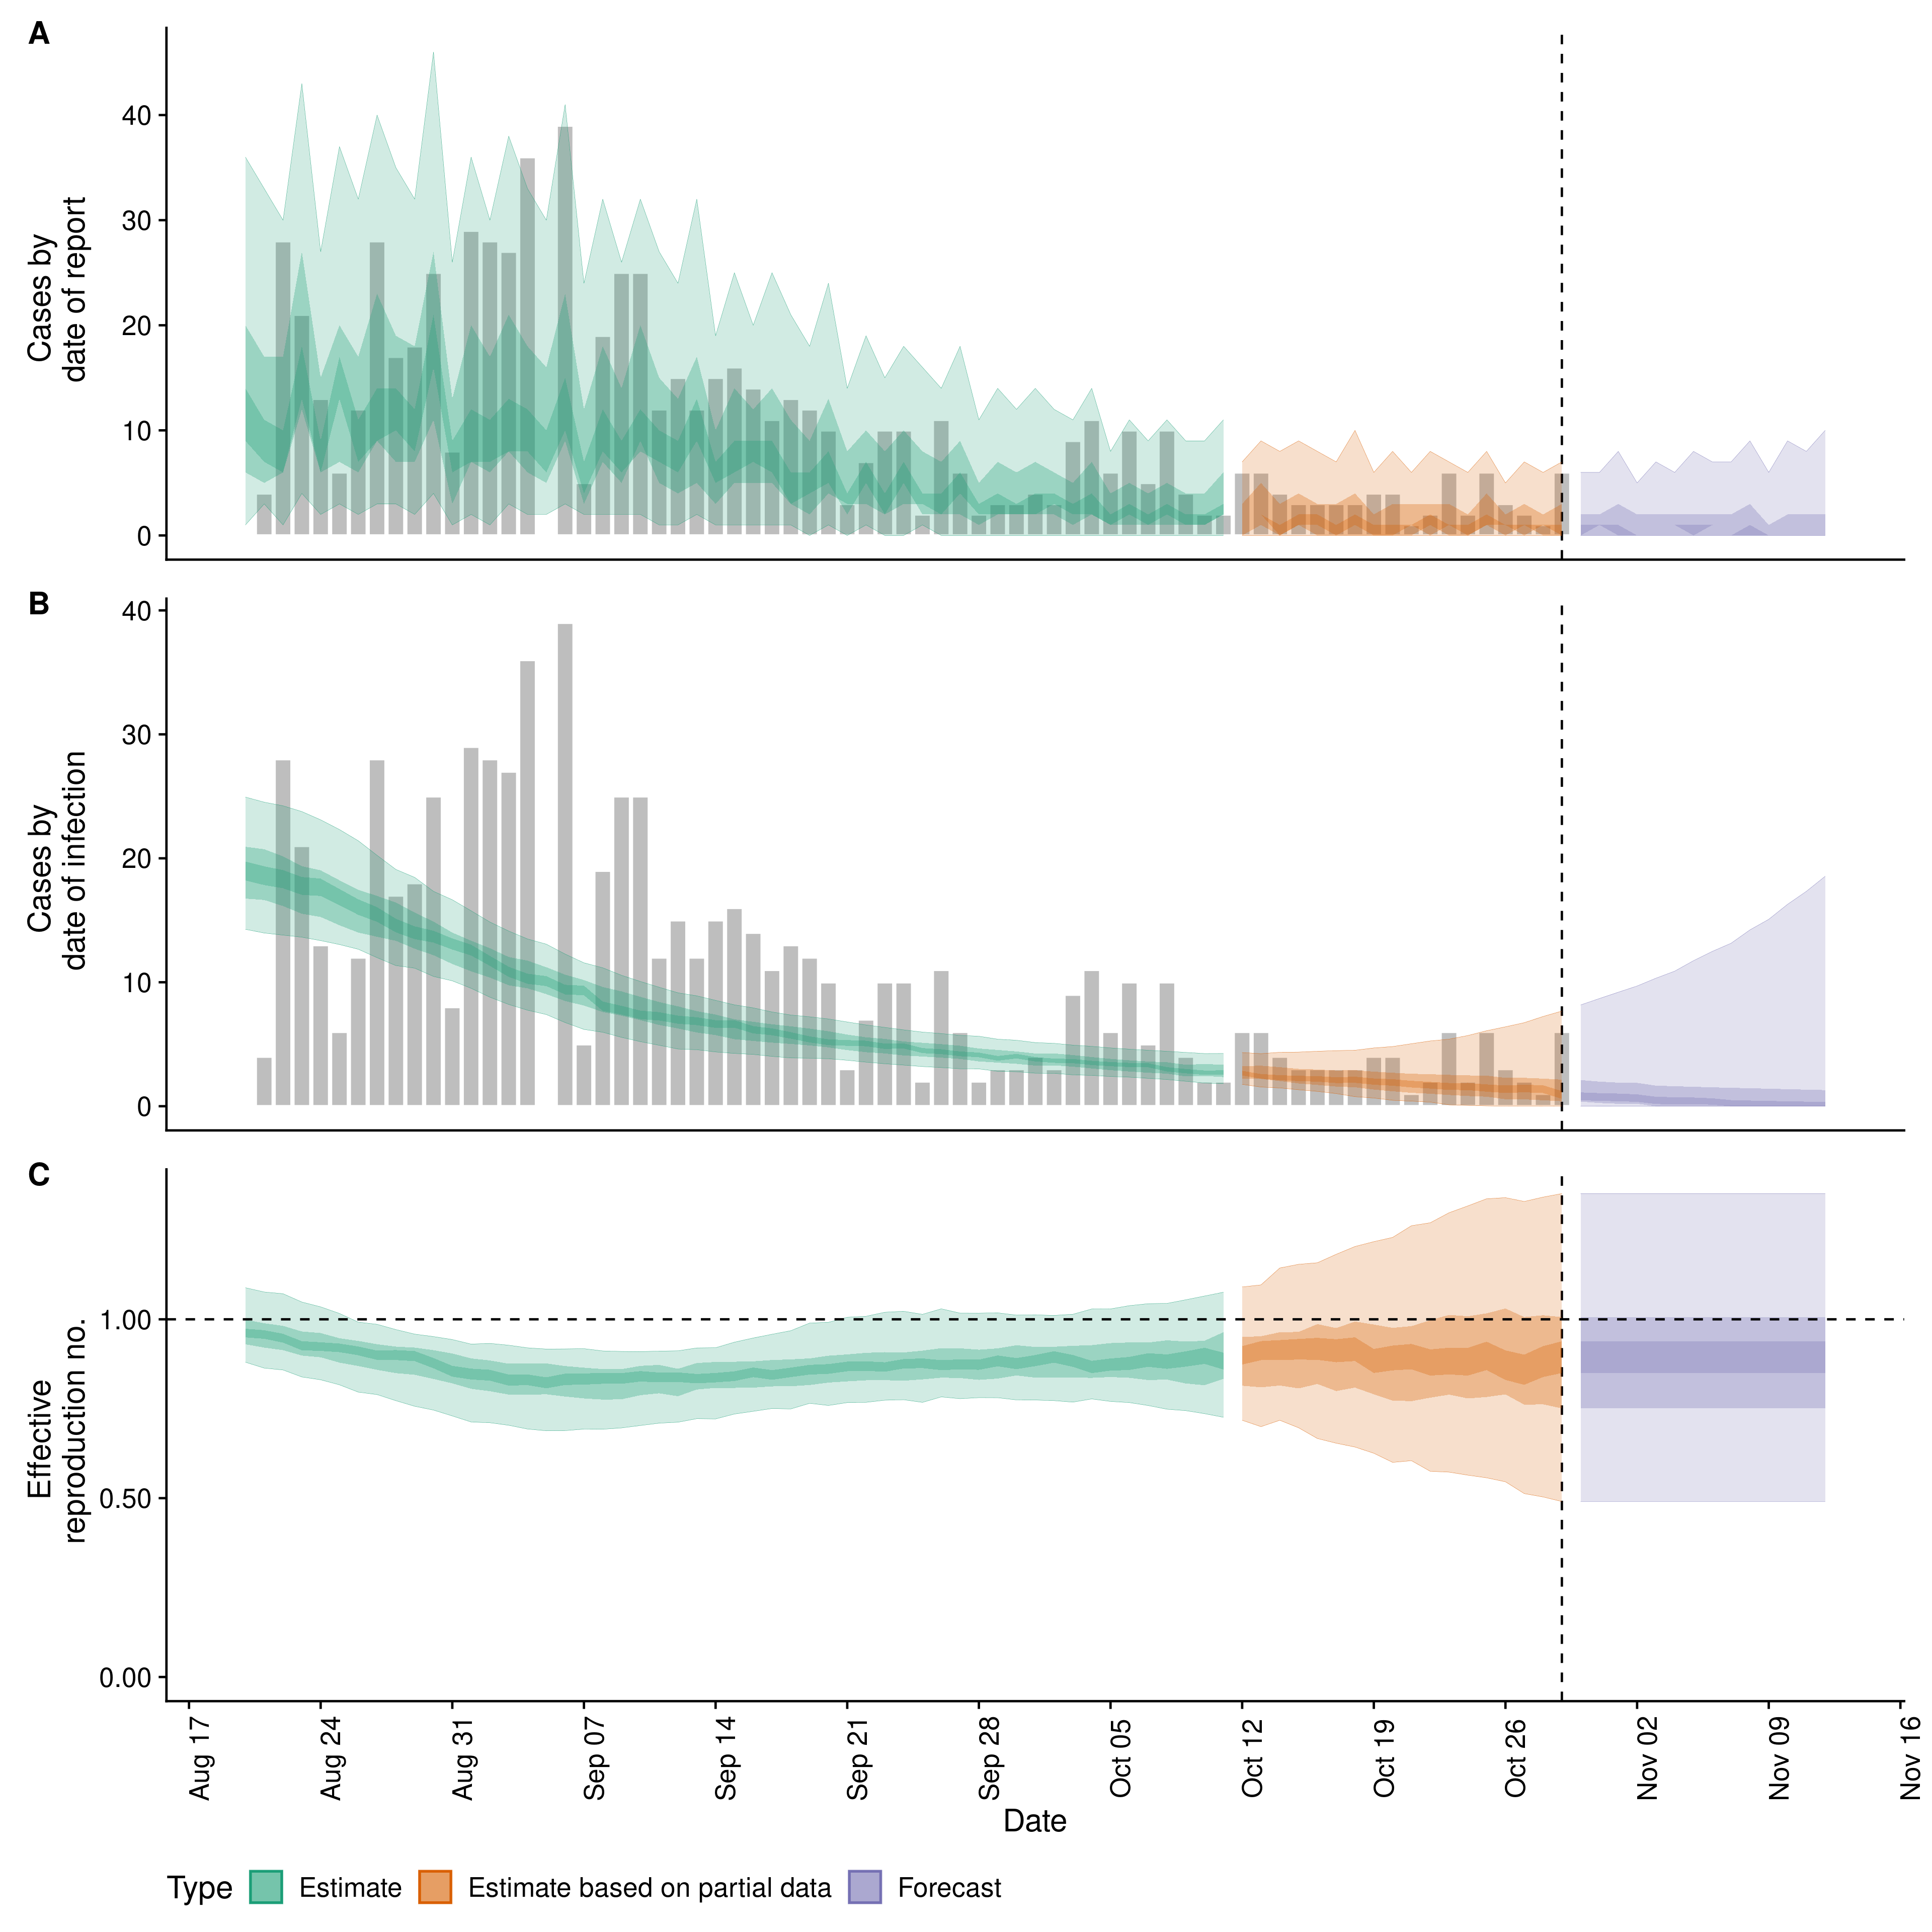 A
Cases by
date of report
40
30
20
10
0
B
Cases by
date of infection
40
30
20
10
0
C
Effective
reproduction no.
1.00
0.50
0.00
Aug 17
Aug 24
Aug 31
Sep 07
Sep 14
Sep 21
Sep 28
Oct 05
Oct 12
Oct 19
Oct 26
Nov 02
Nov 09
Nov 16
Date
Type Estimate Estimate based on partial data Forecast